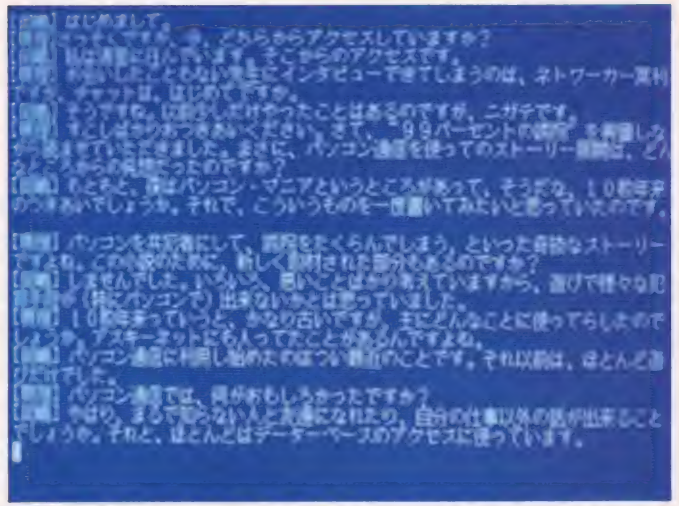 はじめまして。
どちらからアクセスしていますか?
に住んでいます。そこからのアクセスです。
お会いしたこともない先生にインタビューできてしまうのは、ネトワーカー冥利
ですが、チャットは、はじめてですか。
そうですね。以前少しだけやったことはあるのですが、ニガテです。
すこしばかりおつきあいください。さて、「99パーセントの
ませていただきました。まさに、パソコン通信を使ってのストーリー展開は、どん
なところからの発想だったのですか?
もともと、僕はパソコン・マニアというところがあって、そうだな、10数年来
のつきあいでしょうか。それで、こういうものを一度書いてみたいと思っていたのです。
パソコンを共犯者にして、をたくらんでしまう、といった奇抜なストーリー
ですよね。この小説のために、新しく取材された部分もあるのですか?
しませんでした。いろいろ、悪いことばかり考えていますから、遊びで様々な犯
が(特にパソコンで)出来ないかとは思っていました。
10数年来っていうと、かなり古いですが、主にどんなことに使ってらしたので
しょうか。アスキーネットにも入ってたことがあるんですよね。
パソコン通信に利用し始めたのはつい最近のことです。それ以前は、ほとんど遊
びだけでした。
パソコン通信では、何がおもしろかったですか?
やはり、まるで知らない人と友達になれたり、自分の仕事以外の話が出来ること
でしょうか。それと、ほとんどはデーターベースのアクセスに使っています。